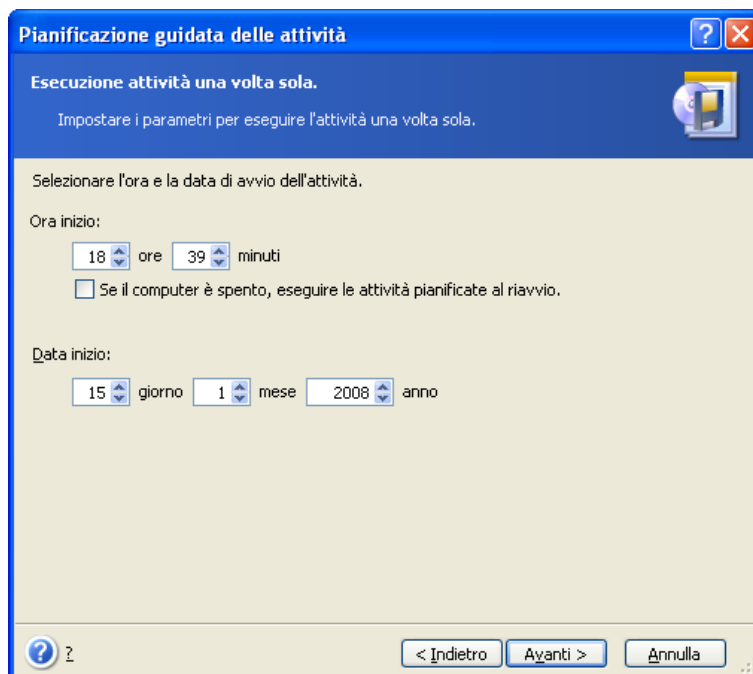 Pianificazione guidata delle attività
Esecuzione attività una volta sola.
Impostare i parametri per eseguire l'attività una volta sola.
Selezionare l'ora e la data di avvio dell'attività.
Ora inizio:
18 ore 39 minuti
Se il computer è spento, eseguire le attività pianificate al riavvio.
Data inizio:
15 giorno 1 mese 2008 anno
? < Indietro Avanti > Annulla